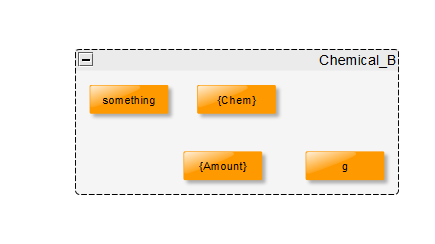 Chemical_B
something
{Chem}
{Amount}
g